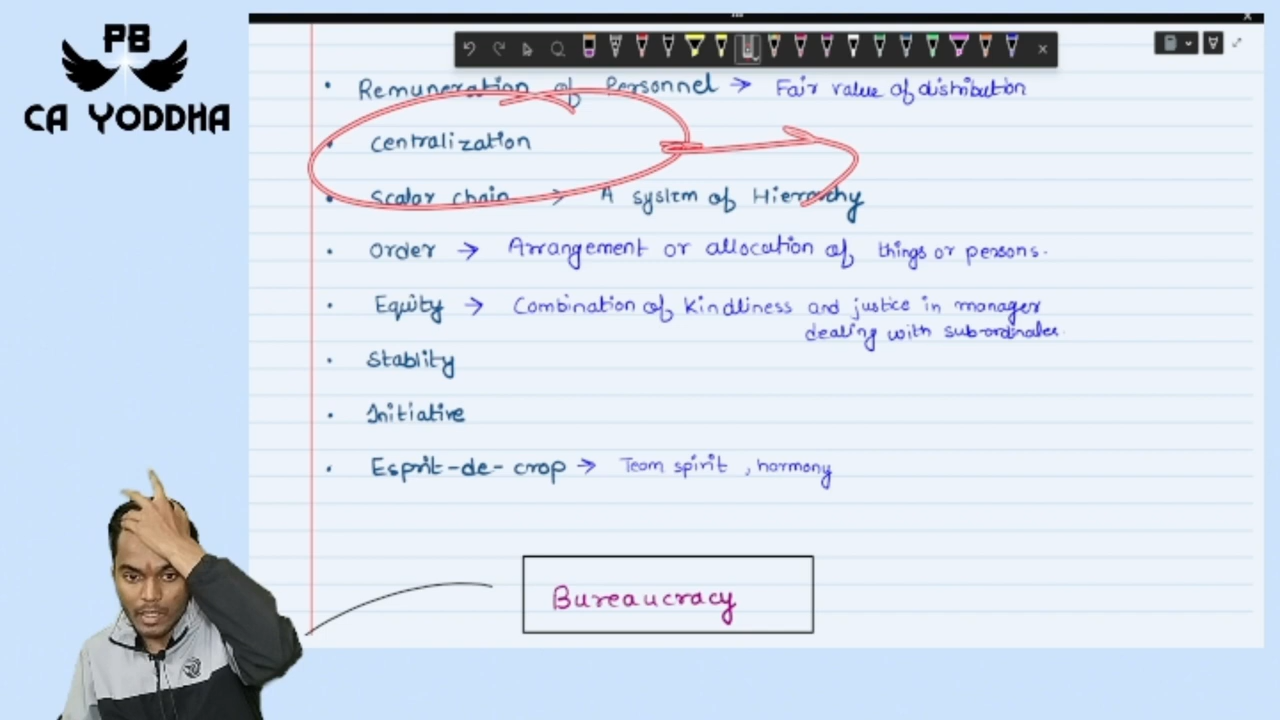 PB
CA YODDHA
• Remuneration of Personnel → Fair value of distribution
• Centralization
• Scalar chain → A system of Hierarchy
• Order → Arrangement or allocation of things or persons.
• Equity → Combination of Kindliness and justice in manager
dealing with sub-ordinates.
• Stablity
• Initiative
• Esprit-de-crop → Team spirit , harmony
Bureaucracy